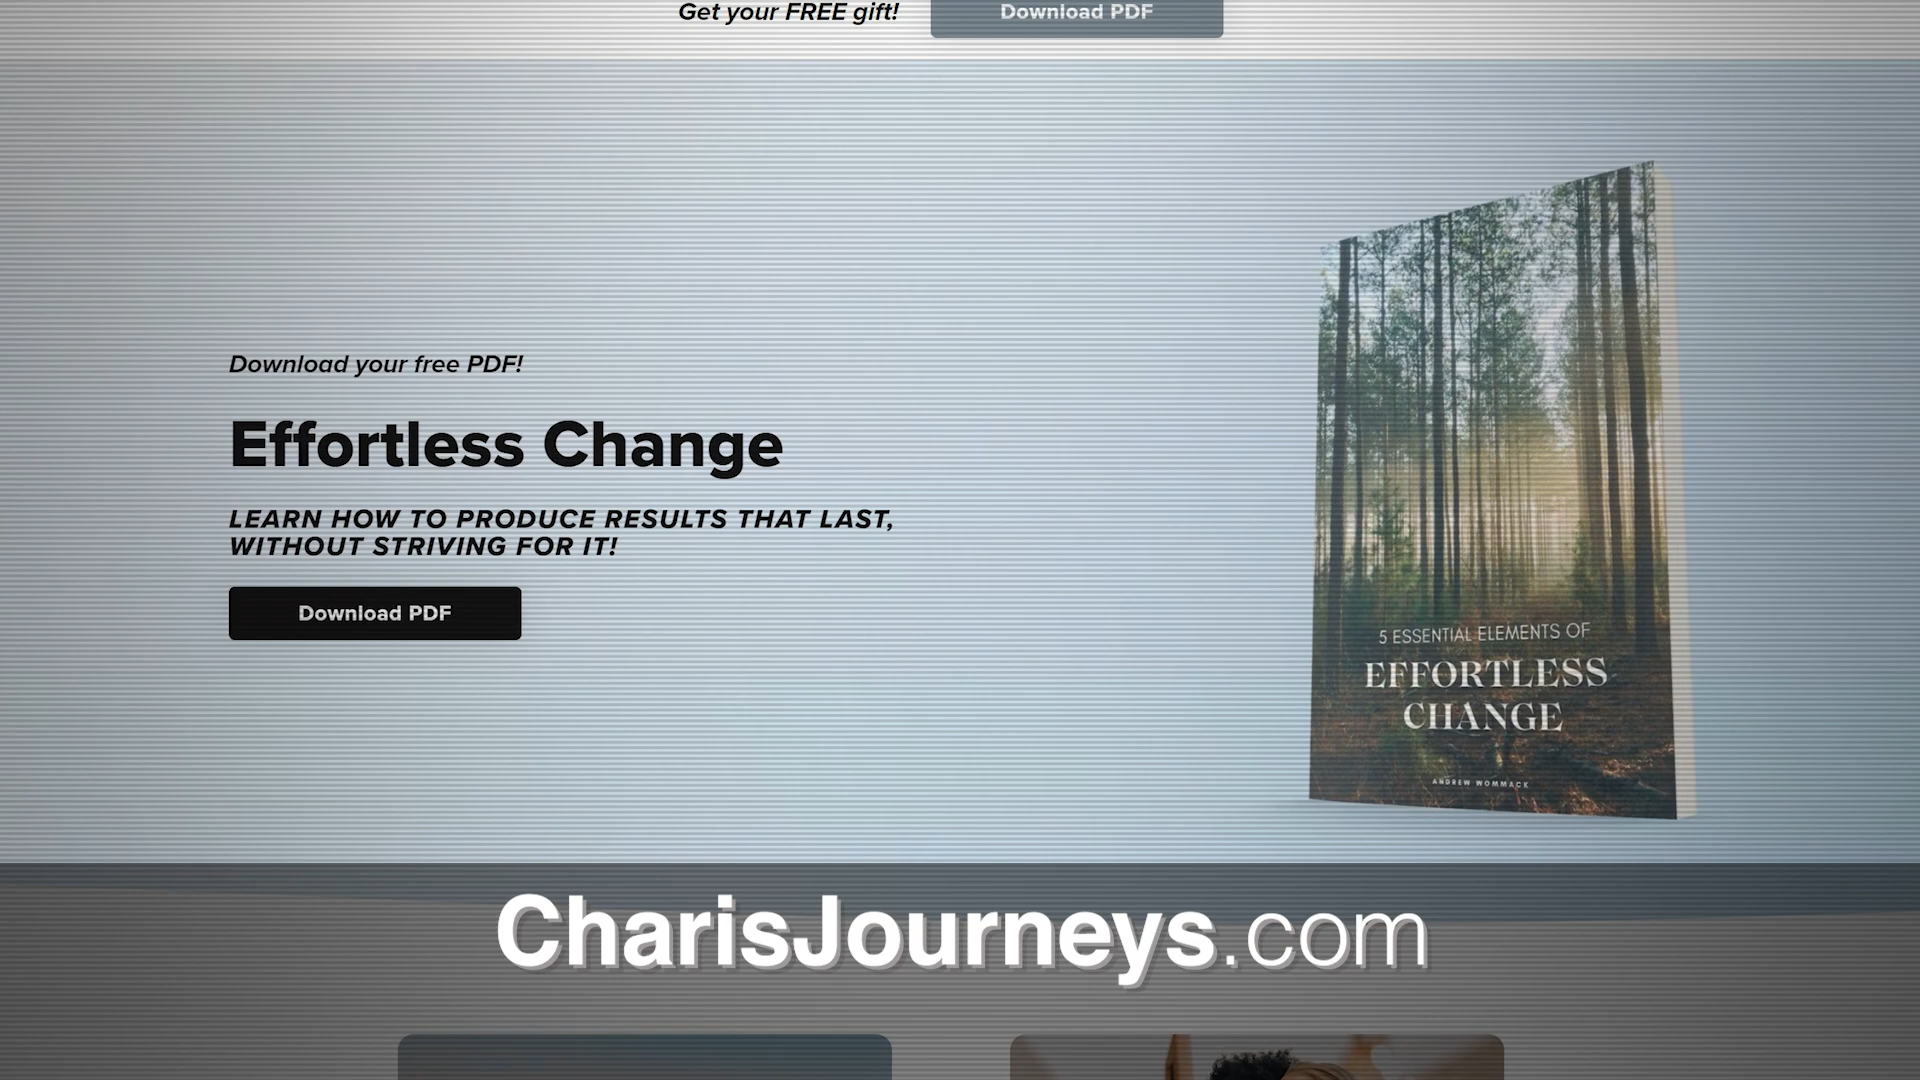 Get your FREE gift!
Download PDF
Download your free PDF!
Effortless Change
LEARN HOW TO PRODUCE RESULTS THAT LAST,
WITHOUT STRIVING FOR IT!
Download PDF
5 ESSENTIAL ELEMENTS OF
EFFORTLESS
CHANGE
ANDREW WOMMACK
CharisJourneys.com